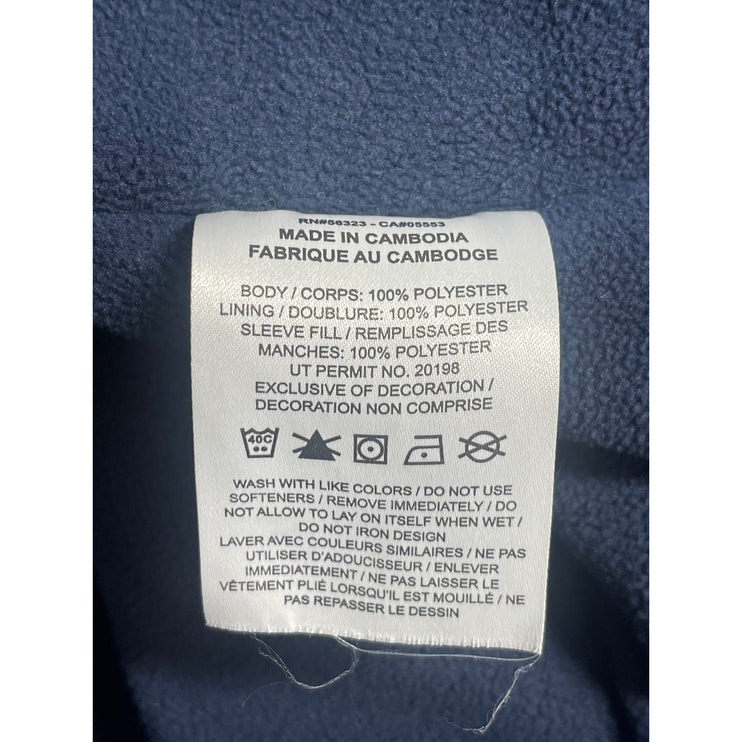 RN#56323 - CA#05553
MADE IN CAMBODIA
FABRIQUE AU CAMBODGE
BODY / CORPS: 100% POLYESTER
LINING / DOUBLURE: 100% POLYESTER
SLEEVE FILL / REMPLISSAGE DES
MANCHES: 100% POLYESTER
UT PERMIT NO. 20198
EXCLUSIVE OF DECORATION /
DECORATION NON COMPRISE
40C
WASH WITH LIKE COLORS / DO NOT USE
SOFTENERS / REMOVE IMMEDIATELY / DO
NOT ALLOW TO LAY ON ITSELF WHEN WET /
DO NOT IRON DESIGN
LAVER AVEC COULEURS SIMILAIRES / NE PAS
UTILISER D'ADOUCISSEUR / ENLEVER
IMMEDIATEMENT / NE PAS LAISSER LE
VÊTEMENT PLIÉ LORSQU'IL EST MOUILLÉ / NE
PAS REPASSER LE DESSIN